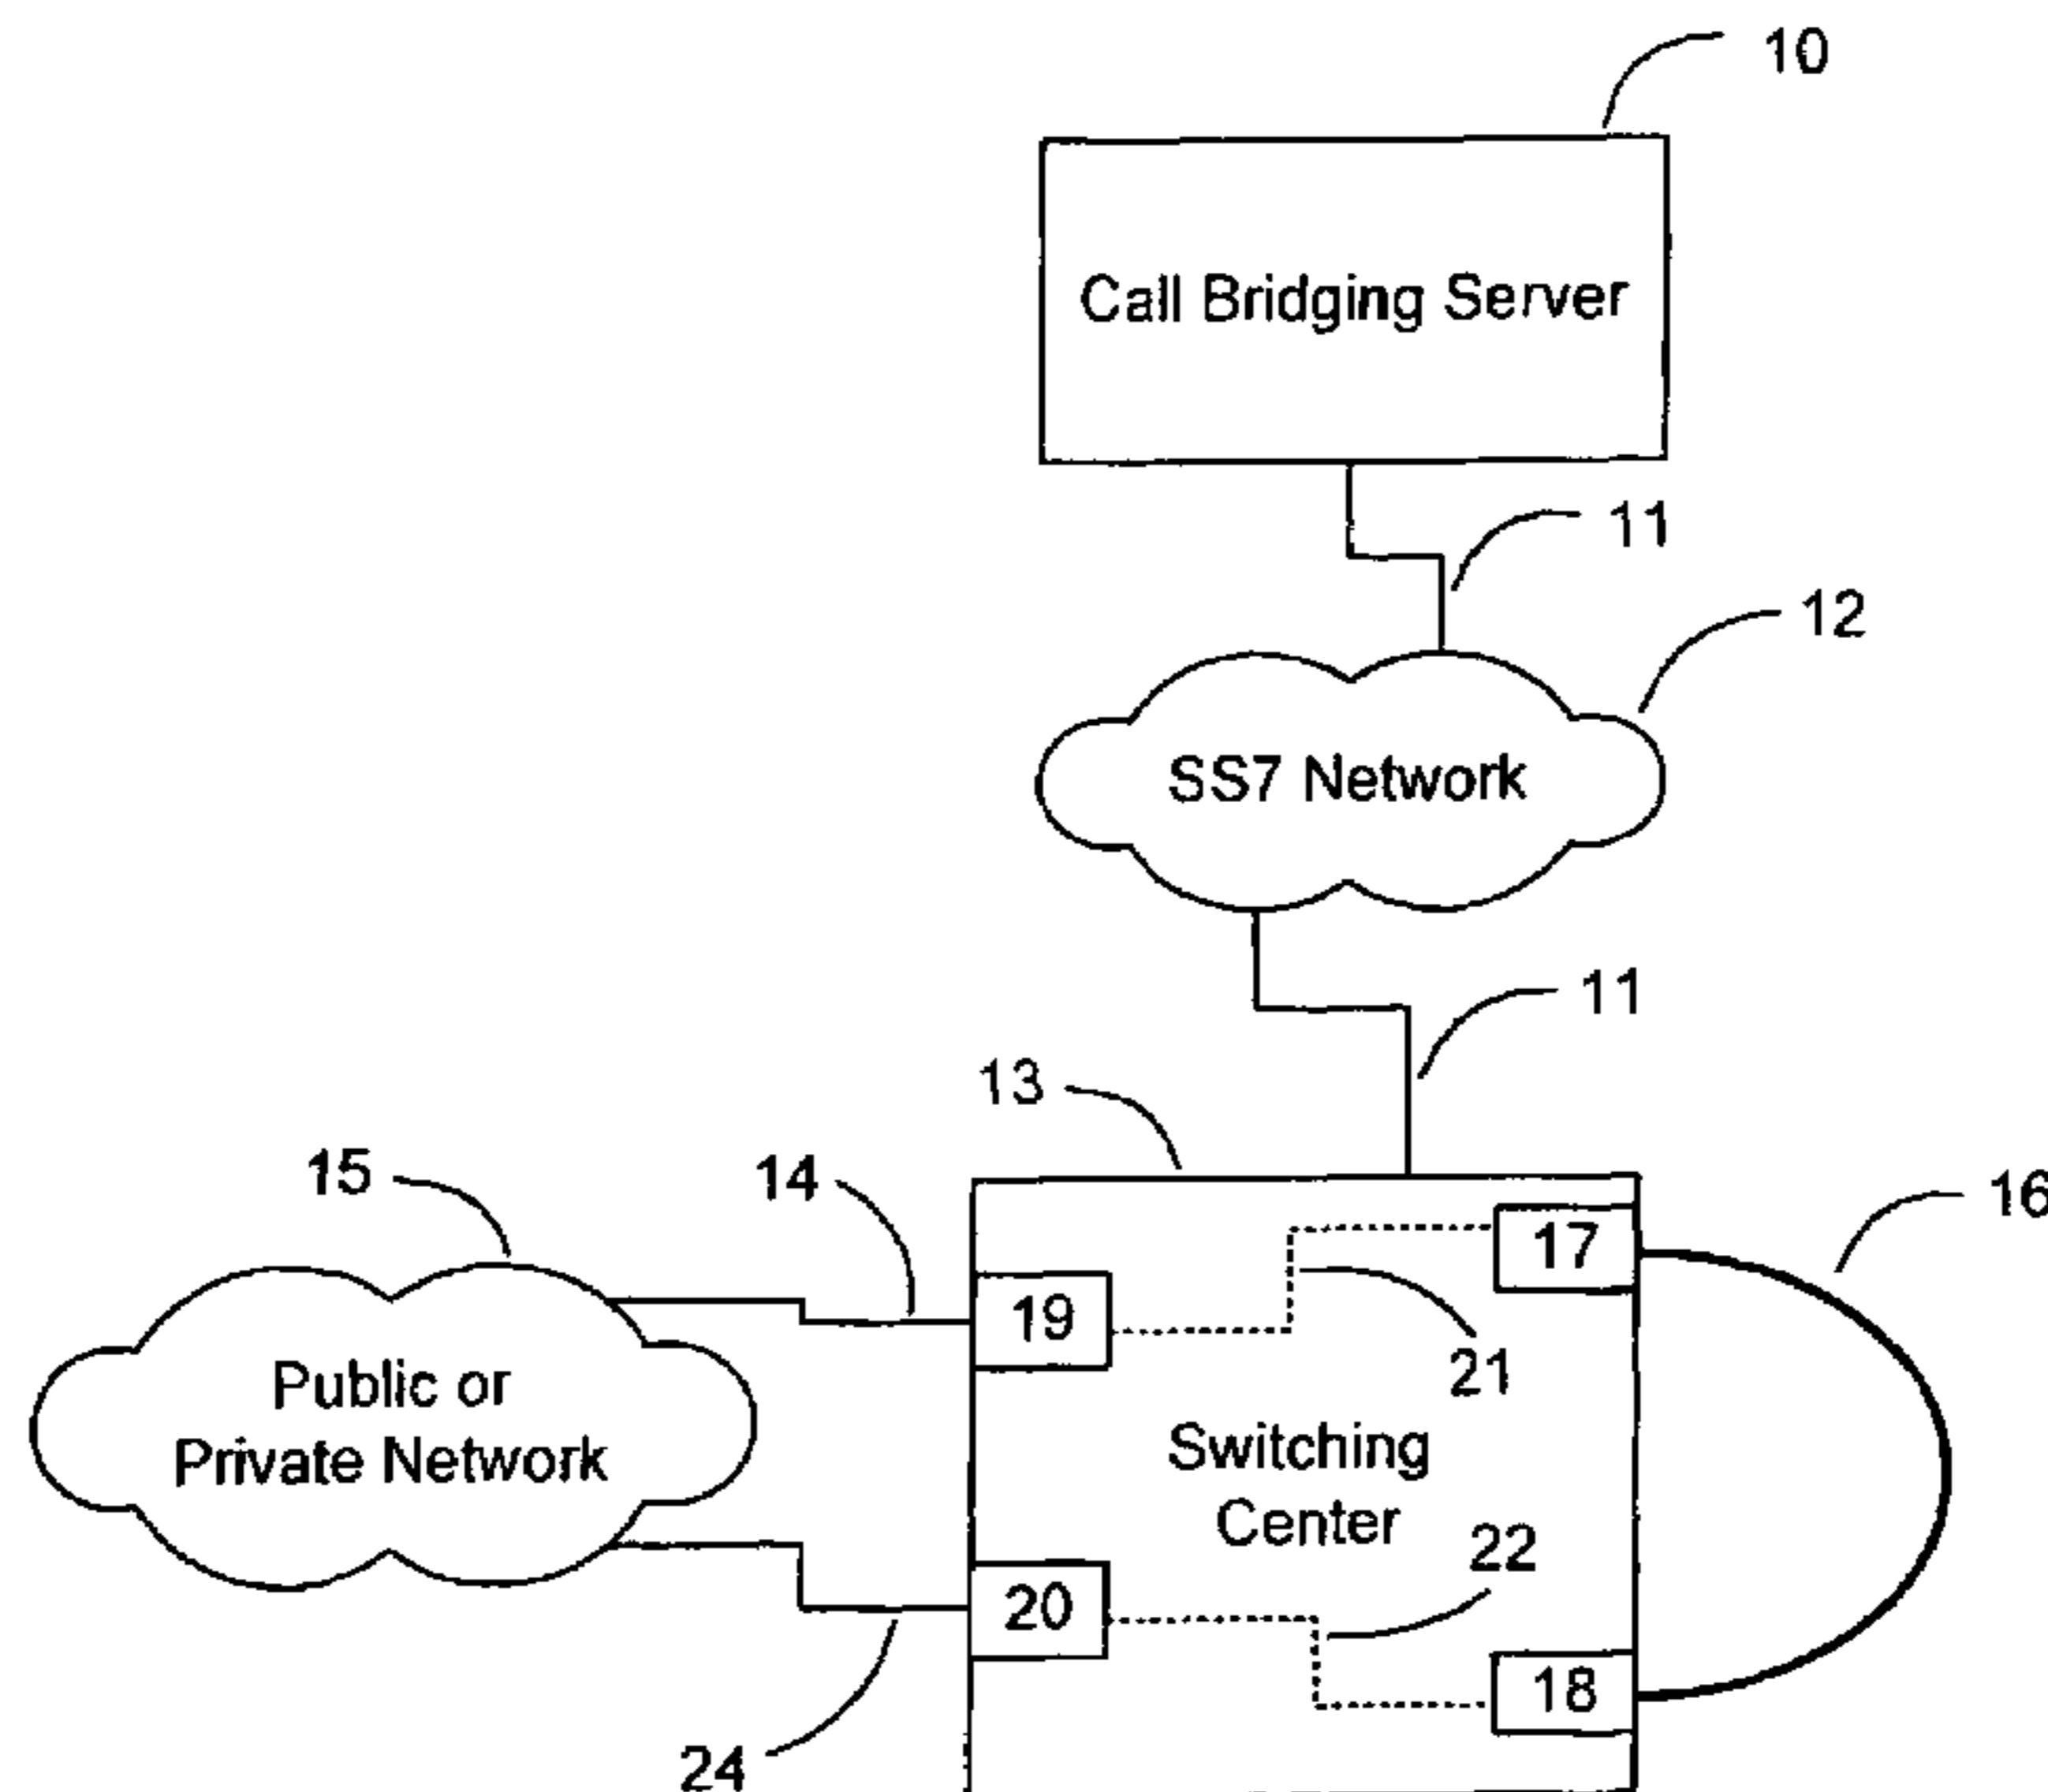 10
Call Bridging Server
11
12
SS7 Network
11
13
15
14
16
17
19
21
Public or
Private Network
Switching
Center
22
20
18
24